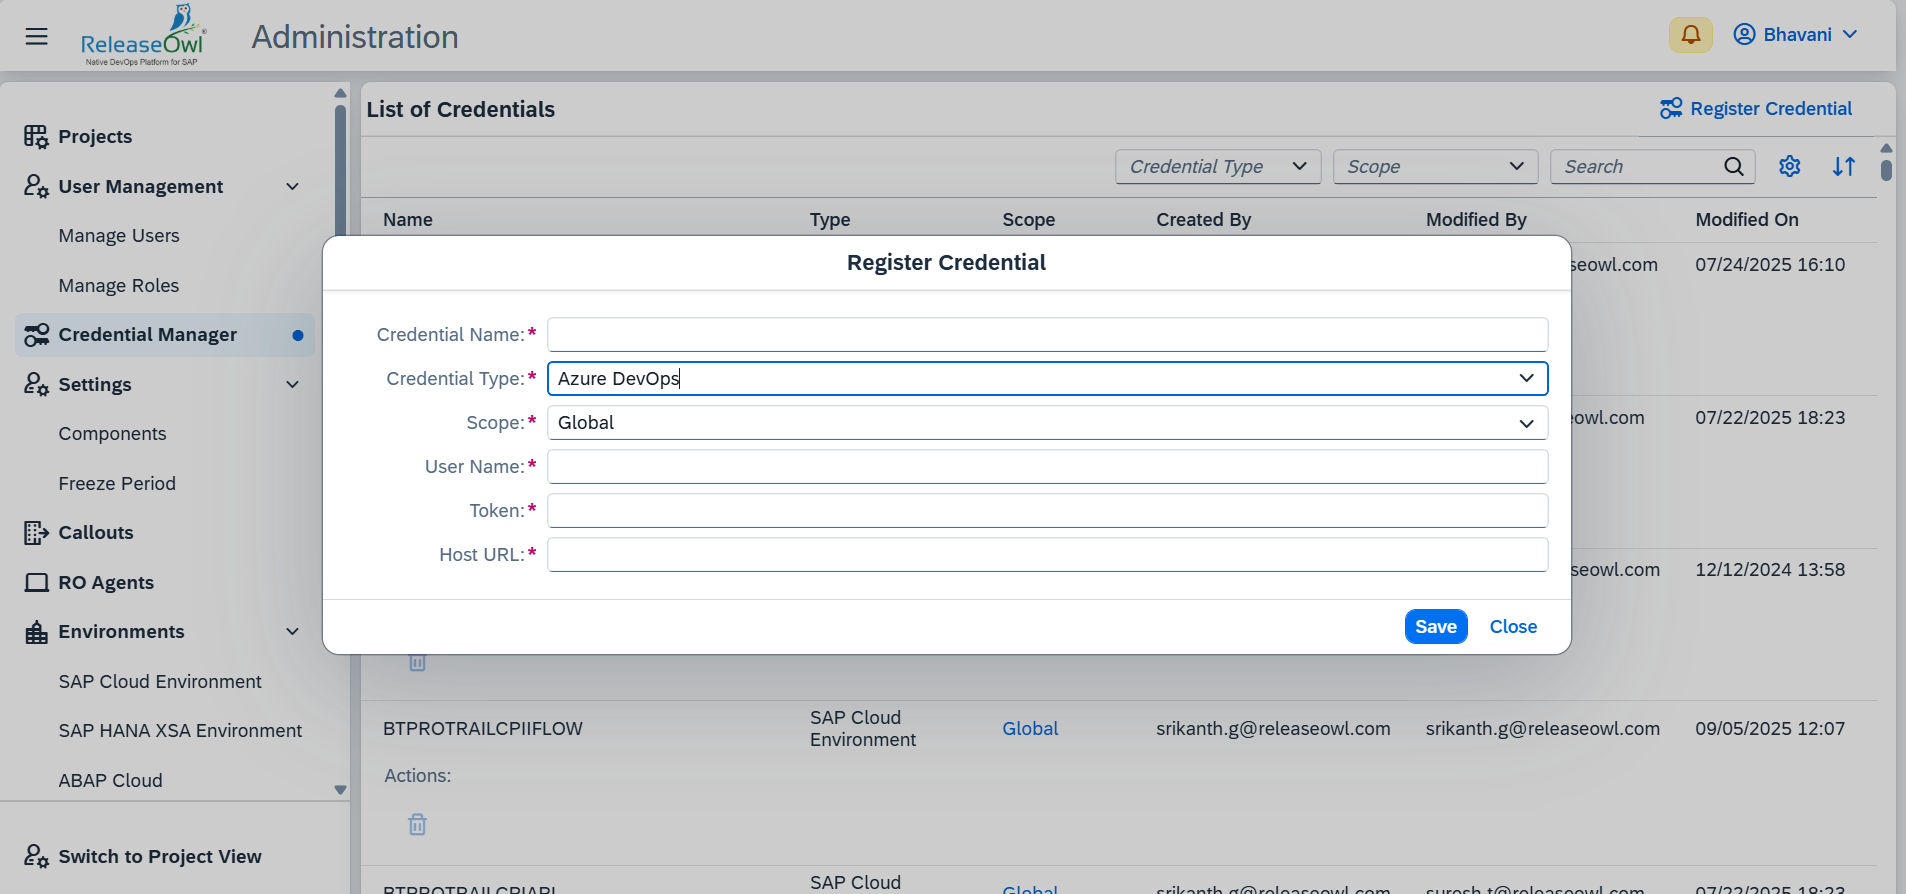 ReleaseOwl
Native DevOps Platform for SAP
Administration
Bhavani
Projects
User Management
Manage Users
Manage Roles
Credential Manager
Settings
Components
Freeze Period
Callouts
RO Agents
Environments
SAP Cloud Environment
SAP HANA XSA Environment
ABAP Cloud
Switch to Project View
List of Credentials
Register Credential
Credential Type
Scope
Search
Name Type Scope Created By Modified By Modified On
seowl.com 07/24/2025 16:10
owl.com 07/22/2025 18:23
seowl.com 12/12/2024 13:58
Register Credential
Credential Name:*
Credential Type:* Azure DevOps
Scope:* Global
User Name:*
Token:*
Host URL:*
Save Close
BTPROTRAILCPIIFLOW SAP Cloud Environment Global srikanth.g@releaseowl.com srikanth.g@releaseowl.com 09/05/2025 12:07
Actions:
SAP Cloud
BTPROTRAILCPIAPI Global srikanth.g@releaseowl.com suresh.t@releaseowl.com 07/22/2025 18:23